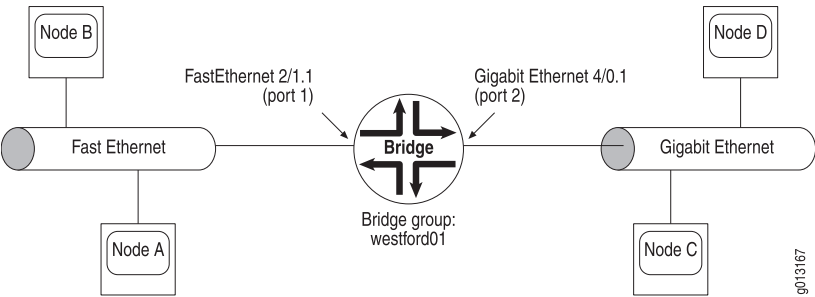 Node B
Node D
FastEthernet 2/1.1
(port 1)
Gigabit Ethernet 4/0.1
(port 2)
Fast Ethernet
Bridge
Gigabit Ethernet
Bridge group:
westford01
Node A
Node C
g013167